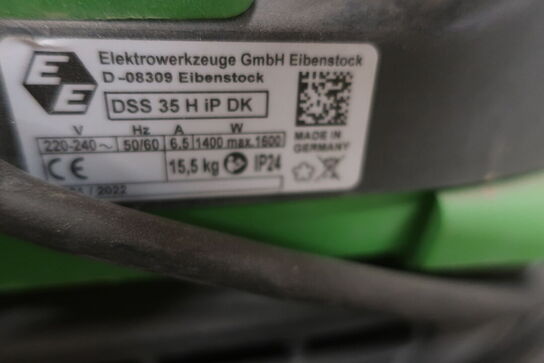 EE
Elektrowerkzeuge GmbH Eibenstock
D-08309 Eibenstock
DSS 35 H iP DK
V Hz A W
220-240~ 50/60 6,5 1400 max.1600
CE 15,5 kg IP24
MADE IN
GERMANY
/ 2022